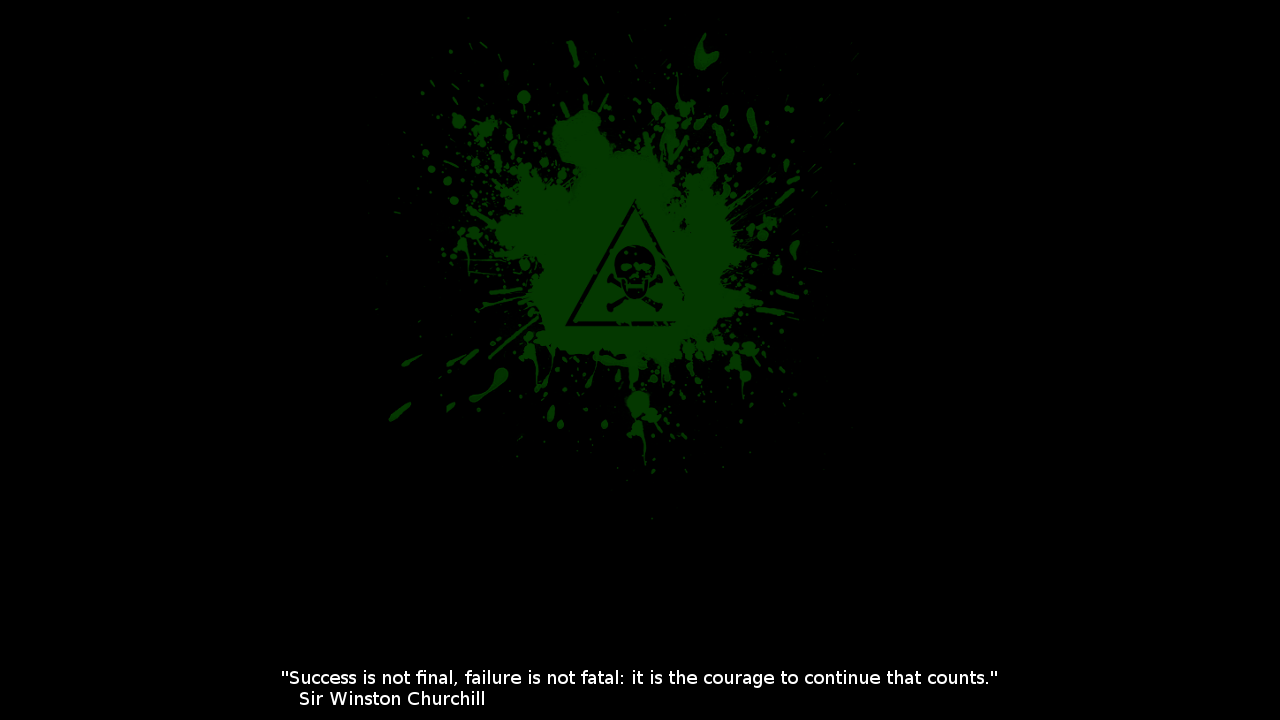 "Success is not final, failure is not fatal: it is the courage to continue that counts."
Sir Winston Churchill